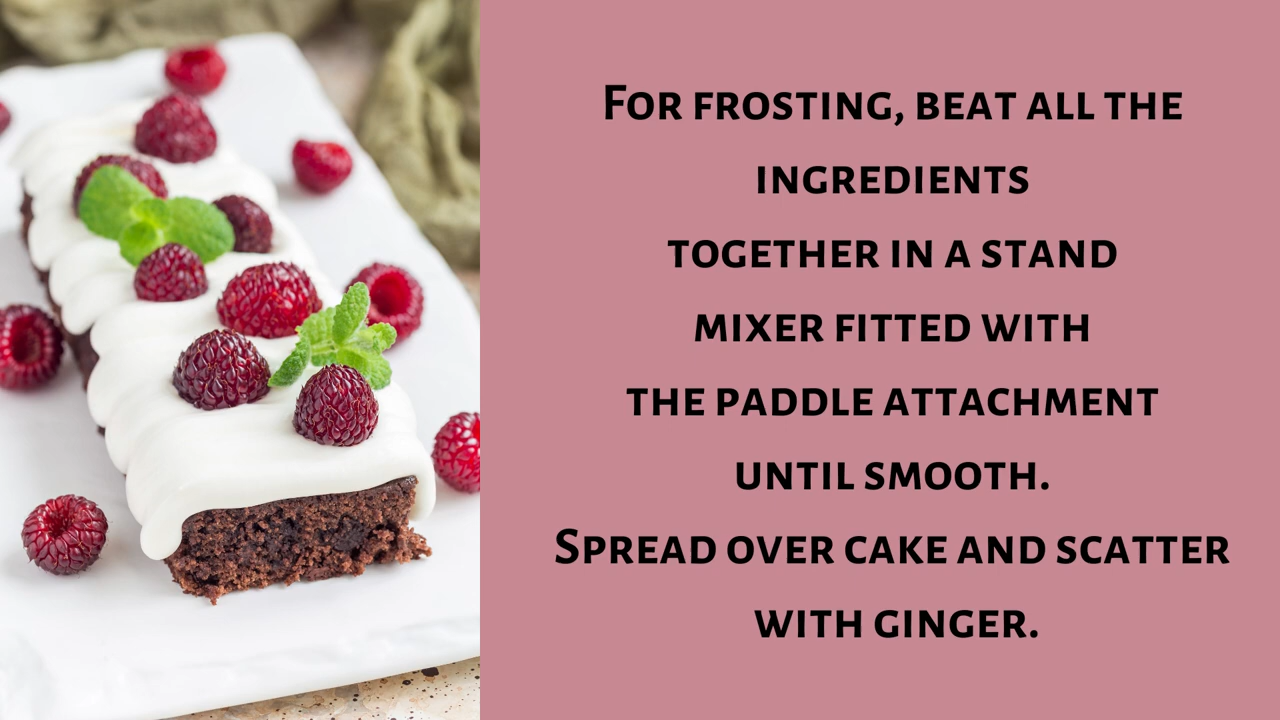 For frosting, beat all the
ingredients
together in a stand
mixer fitted with
the paddle attachment
until smooth.
Spread over cake and scatter
with ginger.